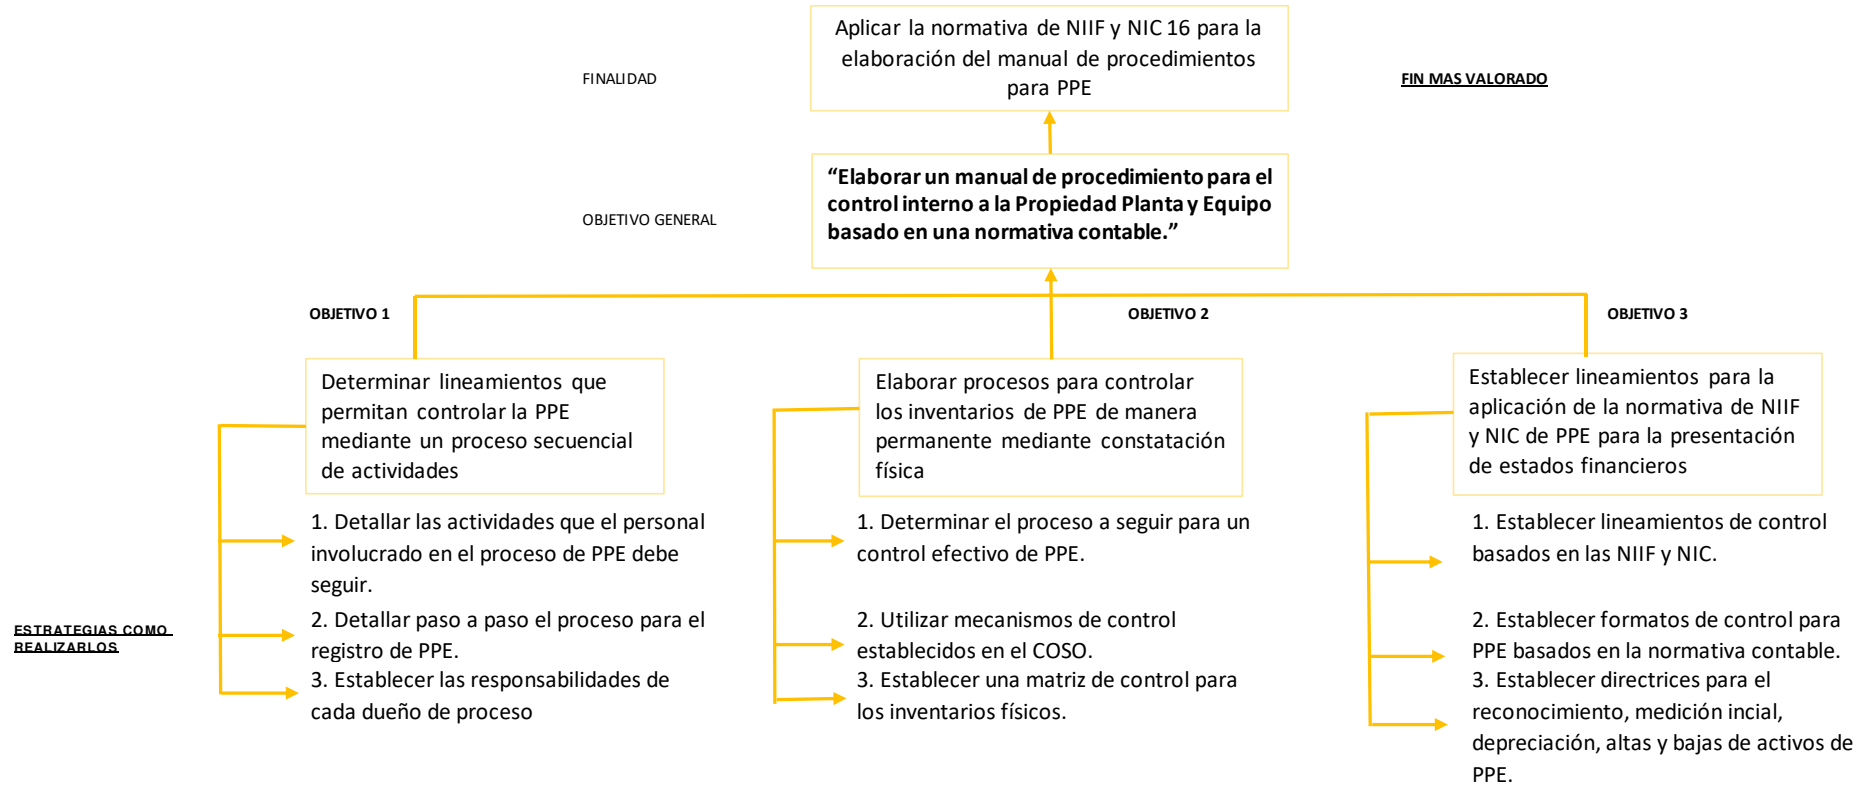 Aplicar la normativa de NIIF y NIC 16 para la
elaboración del manual de procedimientos
para PPE
FINALIDAD
FIN MAS VALORADO
“Elaborar un manual de procedimiento para el
control interno a la Propiedad Planta y Equipo
basado en una normativa contable.”
OBJETIVO GENERAL
OBJETIVO 1
OBJETIVO 2
OBJETIVO 3
Determinar lineamientos que
permitan controlar la PPE
mediante un proceso secuencial
de actividades
Elaborar procesos para controlar
los inventarios de PPE de manera
permanente mediante constatación
física
Establecer lineamientos para la
aplicación de la normativa de NIIF
y NIC de PPE para la presentación
de estados financieros
1. Detallar las actividades que el personal
involucrado en el proceso de PPE debe
seguir.
2. Detallar paso a paso el proceso para el
registro de PPE.
3. Establecer las responsabilidades de
cada dueño de proceso
1. Determinar el proceso a seguir para un
control efectivo de PPE.
2. Utilizar mecanismos de control
establecidos en el COSO.
3. Establecer una matriz de control para
los inventarios físicos.
1. Establecer lineamientos de control
basados en las NIIF y NIC.
2. Establecer formatos de control para
PPE basados en la normativa contable.
3. Establecer directrices para el
reconocimiento, medición incial,
depreciación, altas y bajas de activos de
PPE.
ESTRATEGIAS COMO
REALIZARLOS